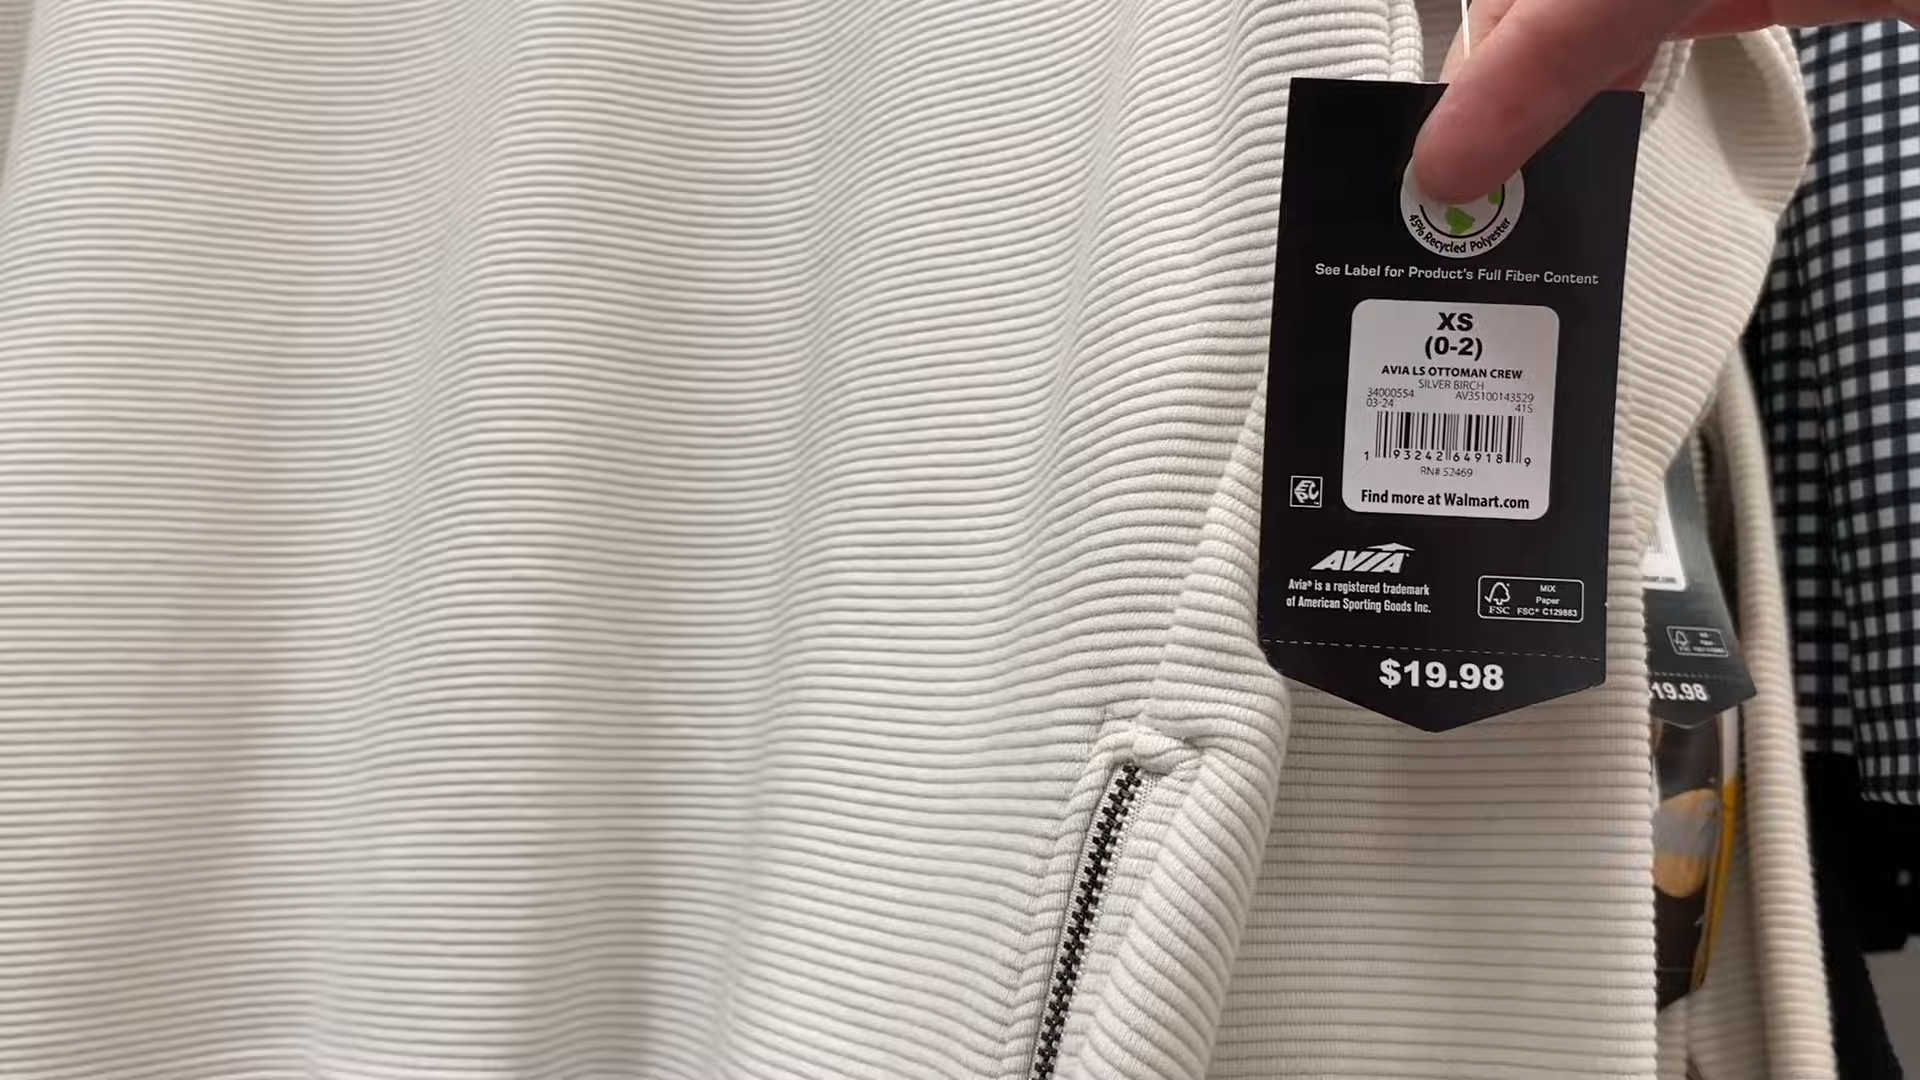 45% Recycled Polyester
See Label for Product's Full Fiber Content
XS
(0-2)
AVIA LS OTTOMAN CREW
SILVER BIRCH
34000554 AV35100143529
03-24 41S
1 93242 64918 9
RN# 52469
Find more at Walmart.com
EPC
AVIA
Avia® is a registered trademark
of American Sporting Goods Inc.
MIX
Paper
FSC FSC® C129883
$19.98
19.98